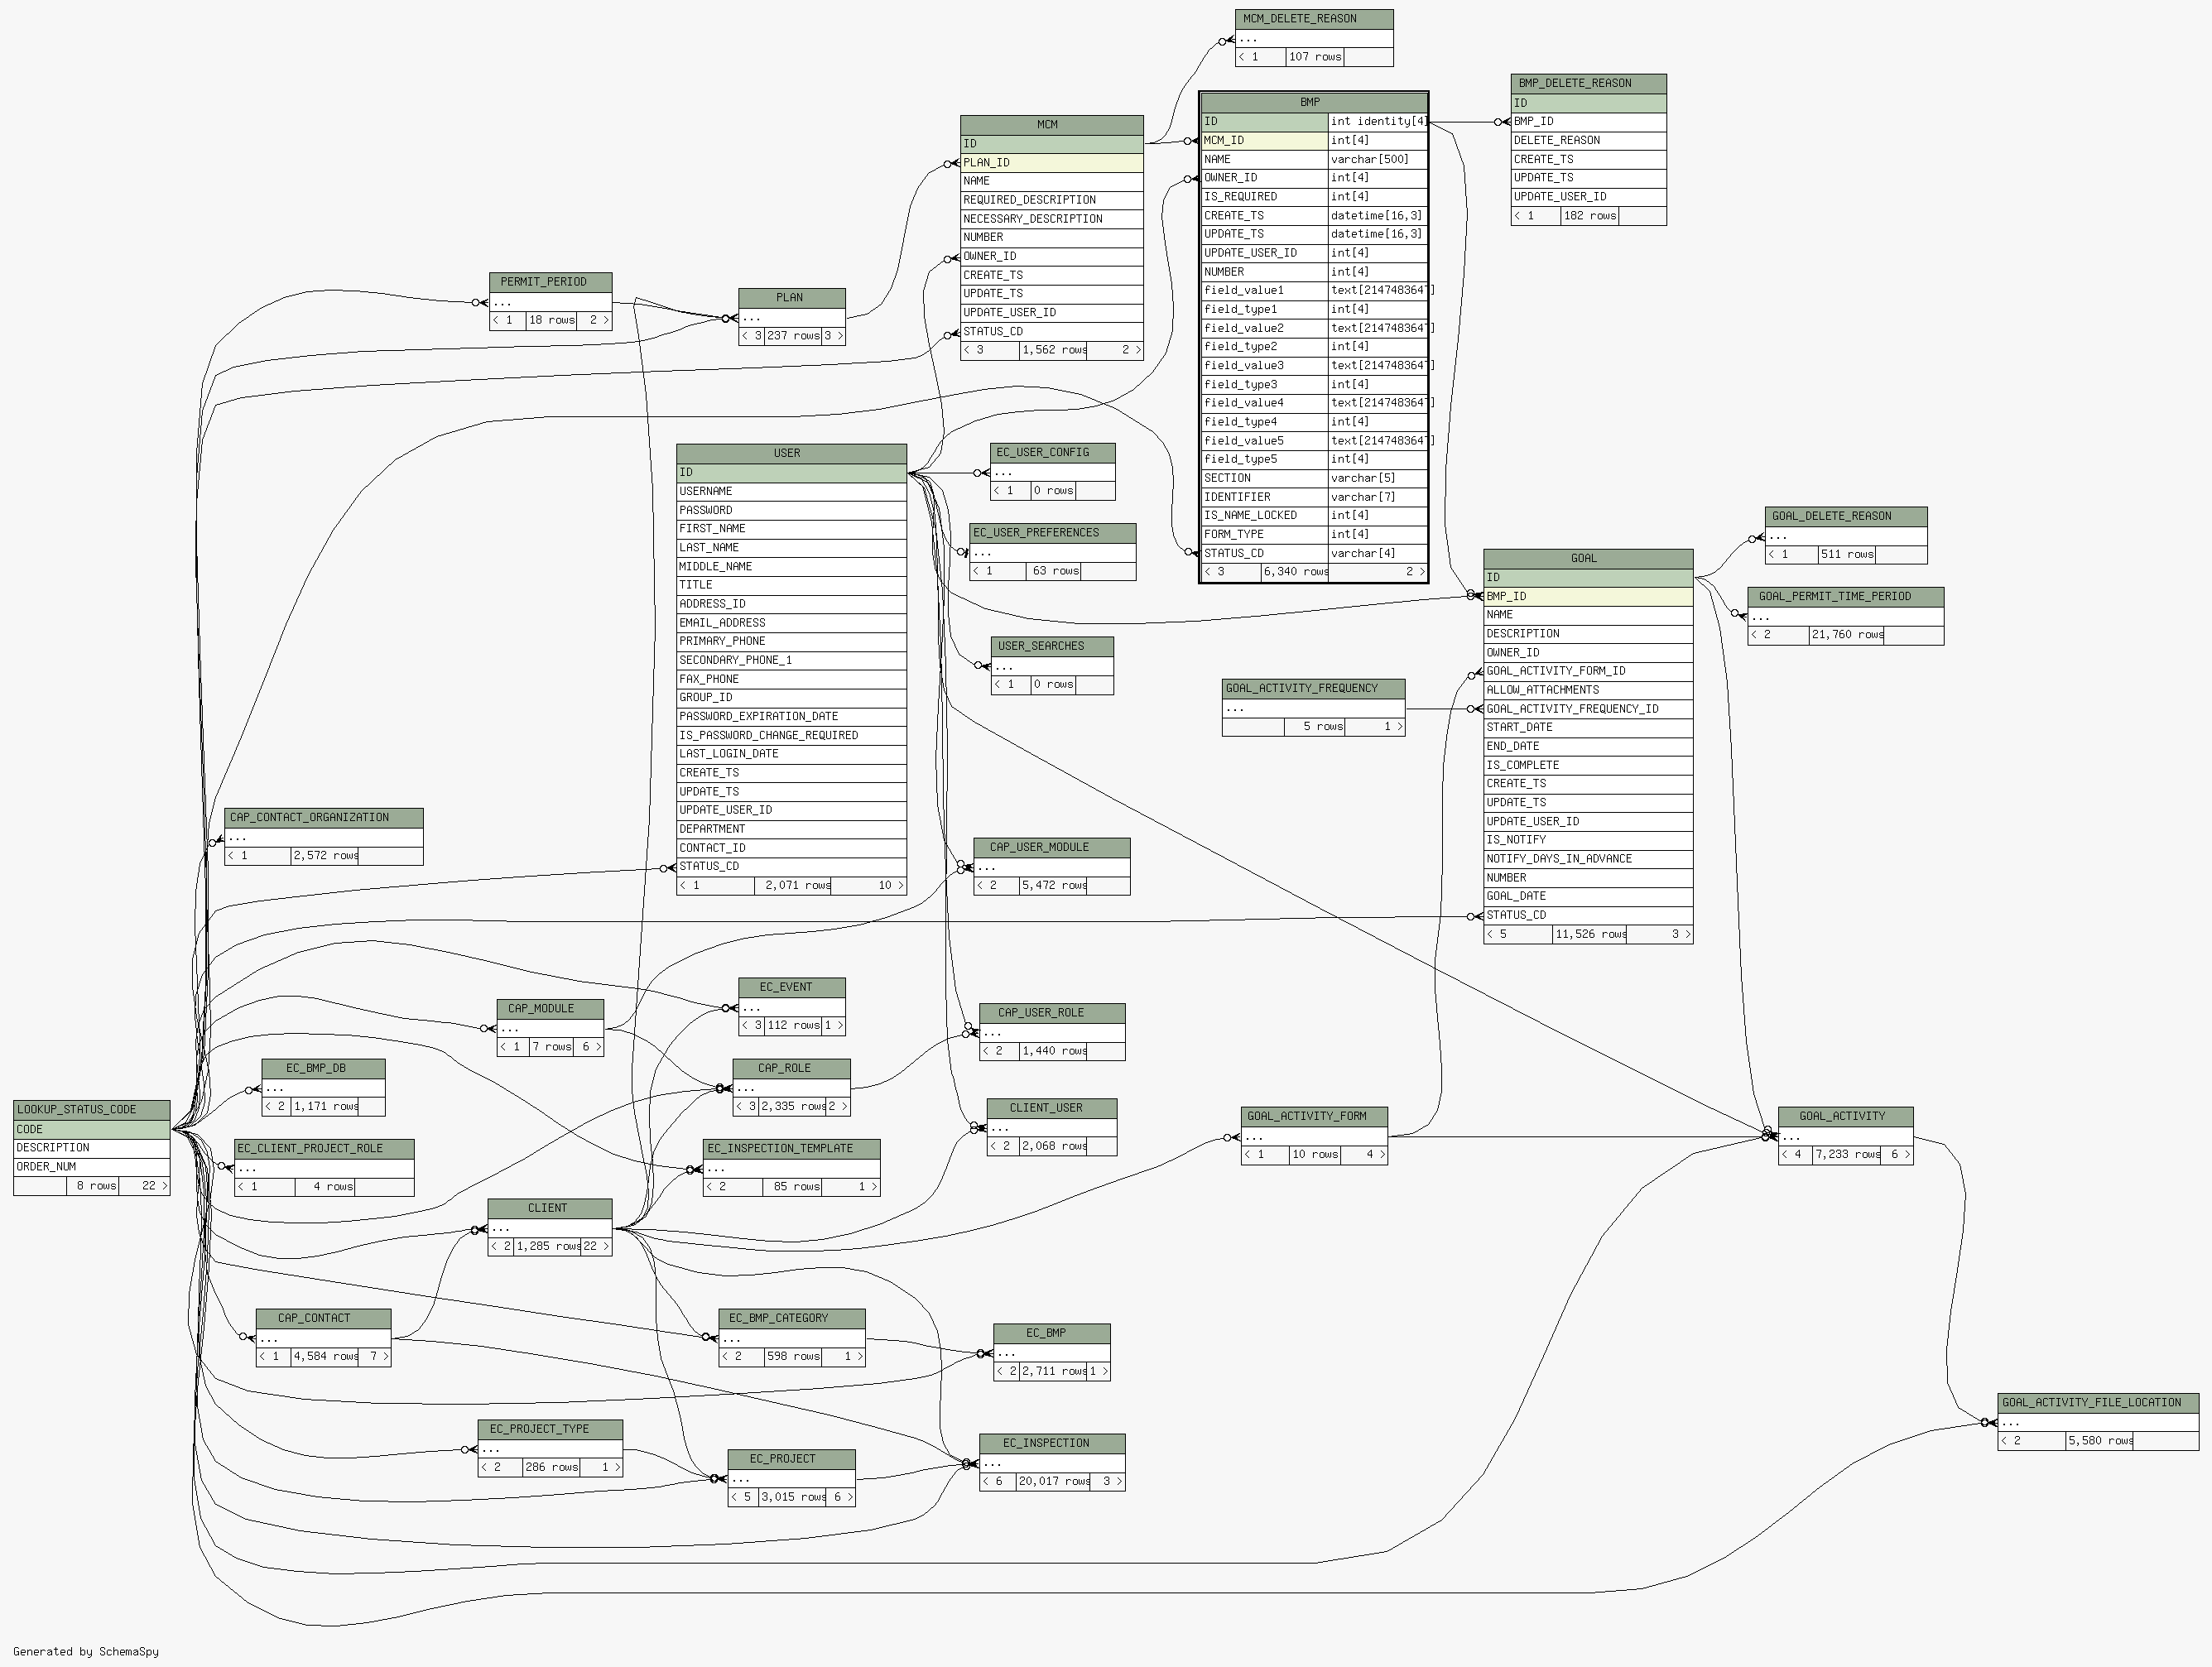 MCM_DELETE_REASON
...
< 1 107 rows
BMP_DELETE_REASON
ID
BMP_ID
DELETE_REASON
CREATE_TS
UPDATE_TS
UPDATE_USER_ID
< 1 182 rows
BMP
ID int identity[4]
MCM_ID int[4]
NAME varchar[500]
OWNER_ID int[4]
IS_REQUIRED int[4]
CREATE_TS datetime[16,3]
UPDATE_TS datetime[16,3]
UPDATE_USER_ID int[4]
NUMBER int[4]
field_value1 text[2147483647]
field_type1 int[4]
field_value2 text[2147483647]
field_type2 int[4]
field_value3 text[2147483647]
field_type3 int[4]
field_value4 text[2147483647]
field_type4 int[4]
field_value5 text[2147483647]
field_type5 int[4]
SECTION varchar[5]
IDENTIFIER varchar[7]
IS_NAME_LOCKED int[4]
FORM_TYPE int[4]
STATUS_CD varchar[4]
< 3 6,340 rows 2 >
MCM
ID
PLAN_ID
NAME
REQUIRED_DESCRIPTION
NECESSARY_DESCRIPTION
NUMBER
OWNER_ID
CREATE_TS
UPDATE_TS
UPDATE_USER_ID
STATUS_CD
< 3 1,562 rows 2 >
PERMIT_PERIOD
...
< 1 18 rows 2 >
PLAN
...
< 3 237 rows 3 >
USER
ID
USERNAME
PASSWORD
FIRST_NAME
LAST_NAME
MIDDLE_NAME
TITLE
ADDRESS_ID
EMAIL_ADDRESS
PRIMARY_PHONE
SECONDARY_PHONE_1
FAX_PHONE
GROUP_ID
PASSWORD_EXPIRATION_DATE
IS_PASSWORD_CHANGE_REQUIRED
LAST_LOGIN_DATE
CREATE_TS
UPDATE_TS
UPDATE_USER_ID
DEPARTMENT
CONTACT_ID
STATUS_CD
< 1 2,071 rows 10 >
EC_USER_CONFIG
...
< 1 0 rows
EC_USER_PREFERENCES
...
< 1 63 rows
USER_SEARCHES
...
< 1 0 rows
GOAL_DELETE_REASON
...
< 1 511 rows
GOAL_PERMIT_TIME_PERIOD
...
< 2 21,760 rows
GOAL
ID
BMP_ID
NAME
DESCRIPTION
OWNER_ID
GOAL_ACTIVITY_FORM_ID
ALLOW_ATTACHMENTS
GOAL_ACTIVITY_FREQUENCY_ID
START_DATE
END_DATE
IS_COMPLETE
CREATE_TS
UPDATE_TS
UPDATE_USER_ID
IS_NOTIFY
NOTIFY_DAYS_IN_ADVANCE
NUMBER
GOAL_DATE
STATUS_CD
< 5 11,526 rows 3 >
GOAL_ACTIVITY_FREQUENCY
...
5 rows 1 >
CAP_CONTACT_ORGANIZATION
...
< 1 2,572 rows
CAP_USER_MODULE
...
< 2 5,472 rows
EC_EVENT
...
< 3 112 rows 1 >
CAP_MODULE
...
< 1 7 rows 6 >
CAP_USER_ROLE
...
< 2 1,440 rows
EC_BMP_DB
...
< 2 1,171 rows
CAP_ROLE
...
< 3 2,335 rows 2 >
LOOKUP_STATUS_CODE
CODE
DESCRIPTION
ORDER_NUM
8 rows 22 >
CLIENT_USER
...
< 2 2,068 rows
GOAL_ACTIVITY_FORM
...
< 1 10 rows 4 >
GOAL_ACTIVITY
...
< 4 7,233 rows 6 >
EC_CLIENT_PROJECT_ROLE
...
< 1 4 rows
EC_INSPECTION_TEMPLATE
...
< 2 85 rows 1 >
CLIENT
...
< 2 1,285 rows 22 >
CAP_CONTACT
...
< 1 4,584 rows 7 >
EC_BMP_CATEGORY
...
< 2 598 rows 1 >
EC_BMP
...
< 2 2,711 rows 1 >
GOAL_ACTIVITY_FILE_LOCATION
...
< 2 5,580 rows
EC_PROJECT_TYPE
...
< 2 286 rows 1 >
EC_PROJECT
...
< 5 3,015 rows 6 >
EC_INSPECTION
...
< 6 20,017 rows 3 >
Generated by SchemaSpy